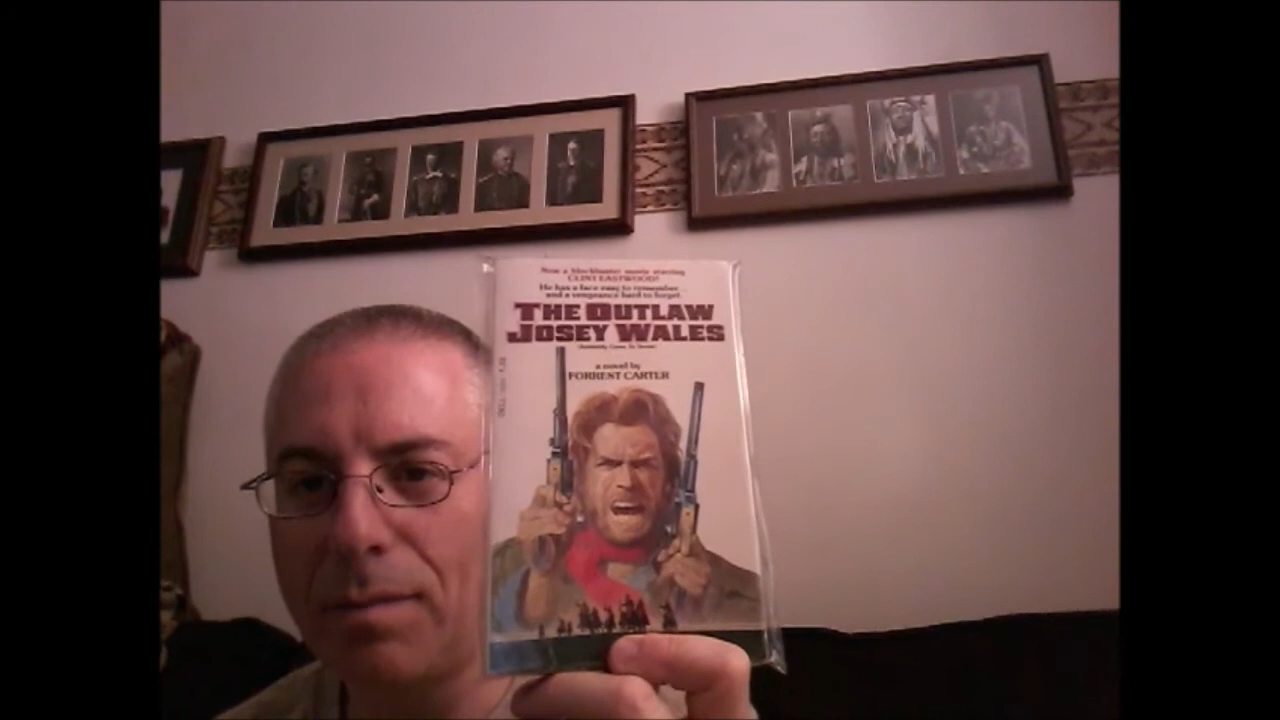 Now a blockbuster movie starring
CLINT EASTWOOD!
He has a face easy to remember...
and a vengeance hard to forget.
THE OUTLAW
JOSEY WALES
a novel by
FORREST CARTER